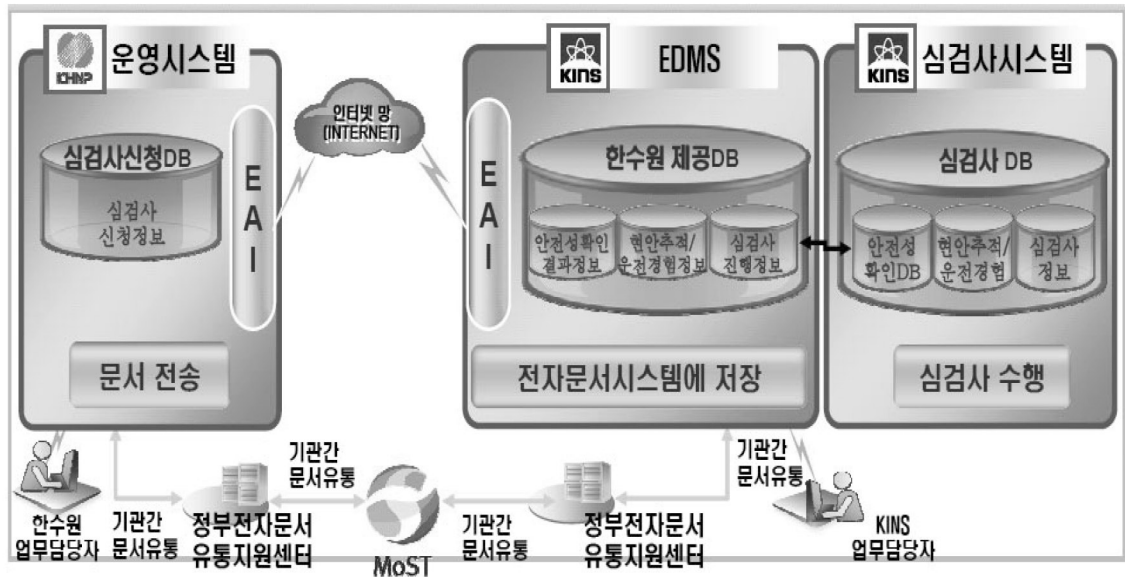 KHNP
운영시스템
심검사신청DB
심검사
신청정보
E
A
I
문서 전송
인터넷 망
(INTERNET)
KINS
EDMS
E
A
I
한수원 제공DB
안전성확인
결과정보
현안추적/
운전경험정보
심검사
진행정보
전자문서시스템에 저장
KINS
심검사시스템
심검사 DB
안전성
확인DB
현안추적/
운전경험
심검사
정보
심검사 수행
한수원
업무담당자
기관간
문서유통
정부전자문서
유통지원센터
기관간
문서유통
MoST
기관간
문서유통
정부전자문서
유통지원센터
기관간
문서유통
KINS
업무담당자